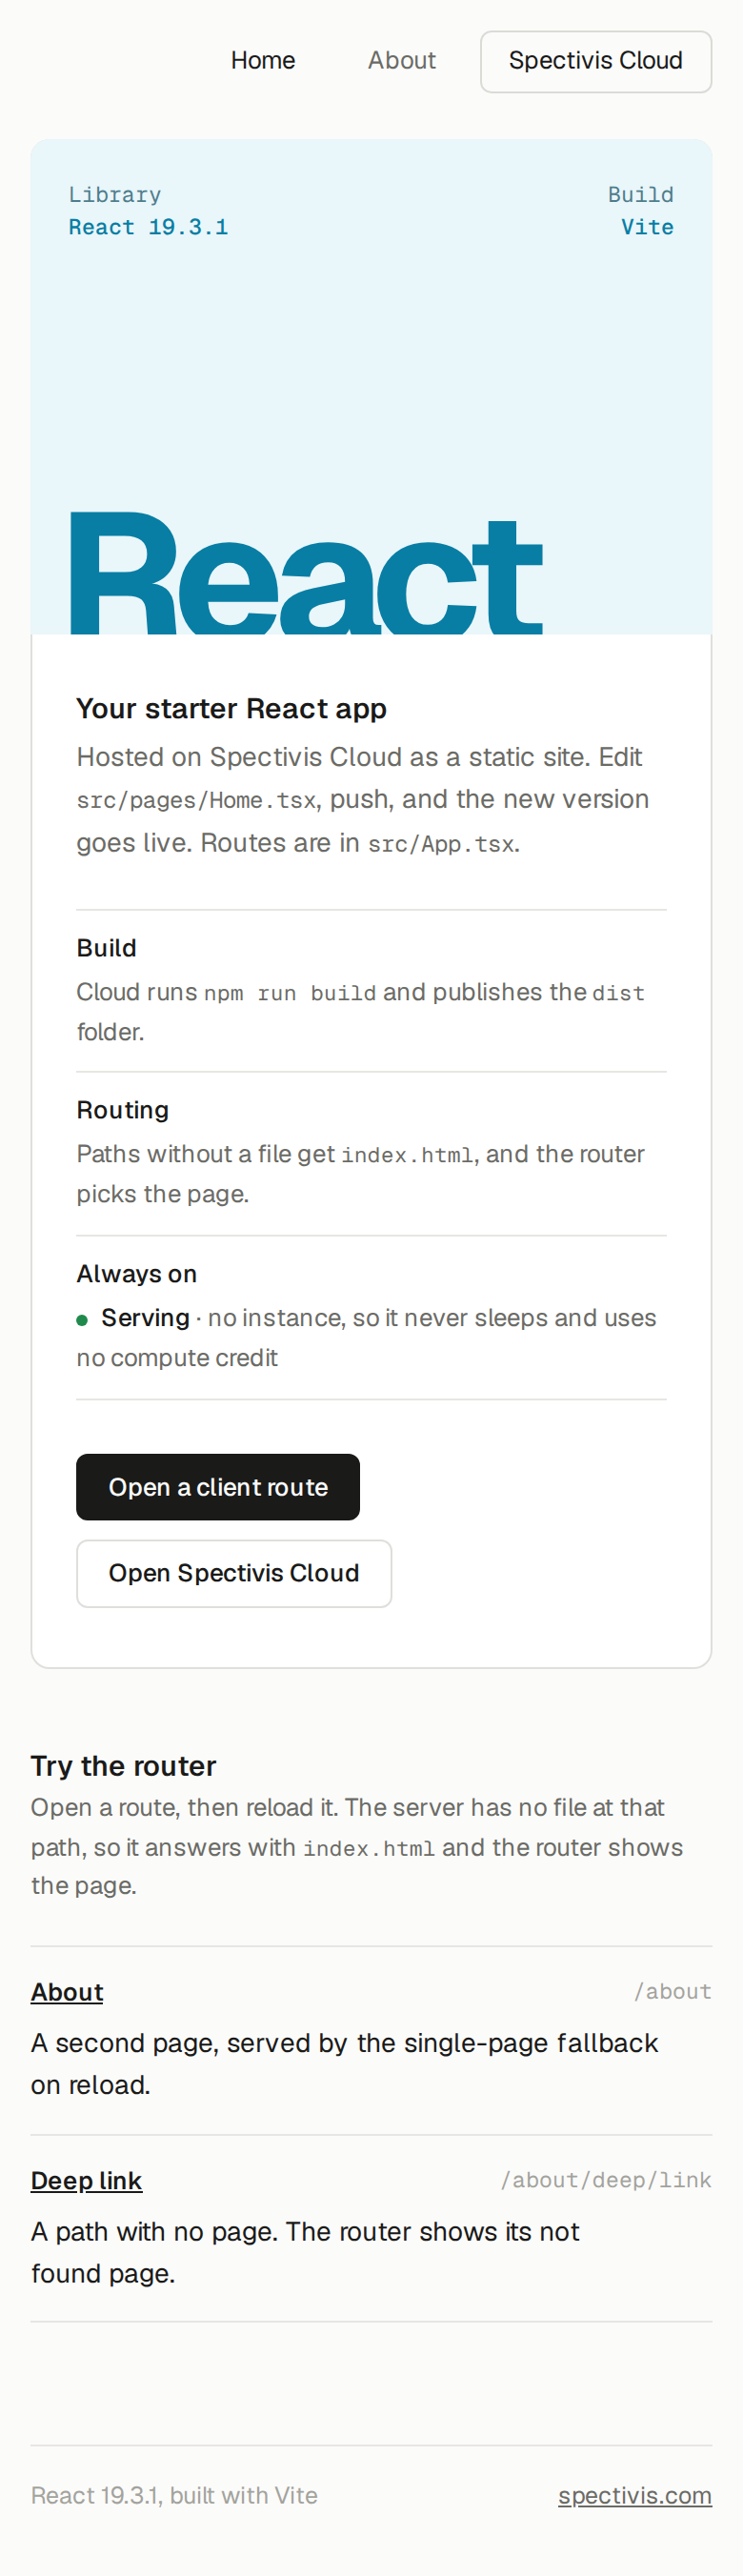 Home About Spectivis Cloud
Library Build
React 19.3.1 Vite
React
Your starter React app
Hosted on Spectivis Cloud as a static site. Edit
src/pages/Home.tsx, push, and the new version
goes live. Routes are in src/App.tsx.
Build
Cloud runs npm run build and publishes the dist
folder.
Routing
Paths without a file get index.html, and the router
picks the page.
Always on
Serving · no instance, so it never sleeps and uses
no compute credit
Open a client route
Open Spectivis Cloud
Try the router
Open a route, then reload it. The server has no file at that
path, so it answers with index.html and the router shows
the page.
About /about
A second page, served by the single-page fallback
on reload.
Deep link /about/deep/link
A path with no page. The router shows its not
found page.
React 19.3.1, built with Vite spectivis.com